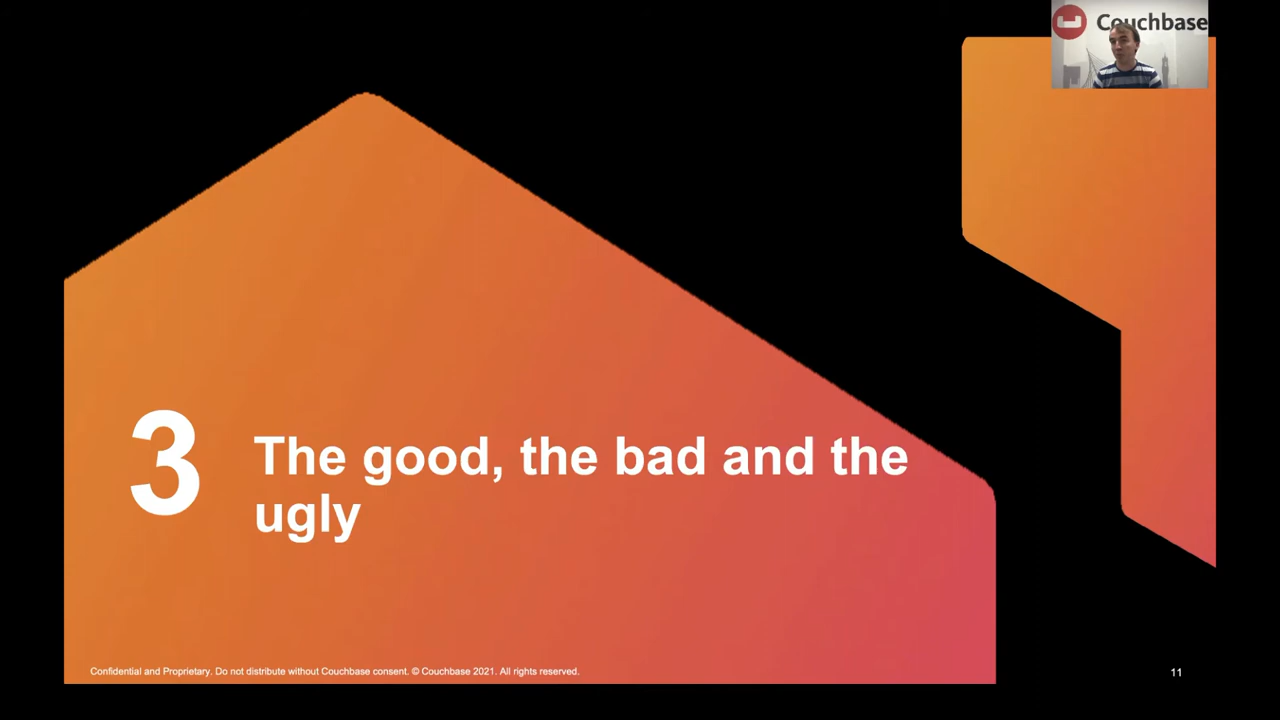 Couchbase
3
The good, the bad and the
ugly
Confidential and Proprietary. Do not distribute without Couchbase consent. © Couchbase 2021. All rights reserved.
11